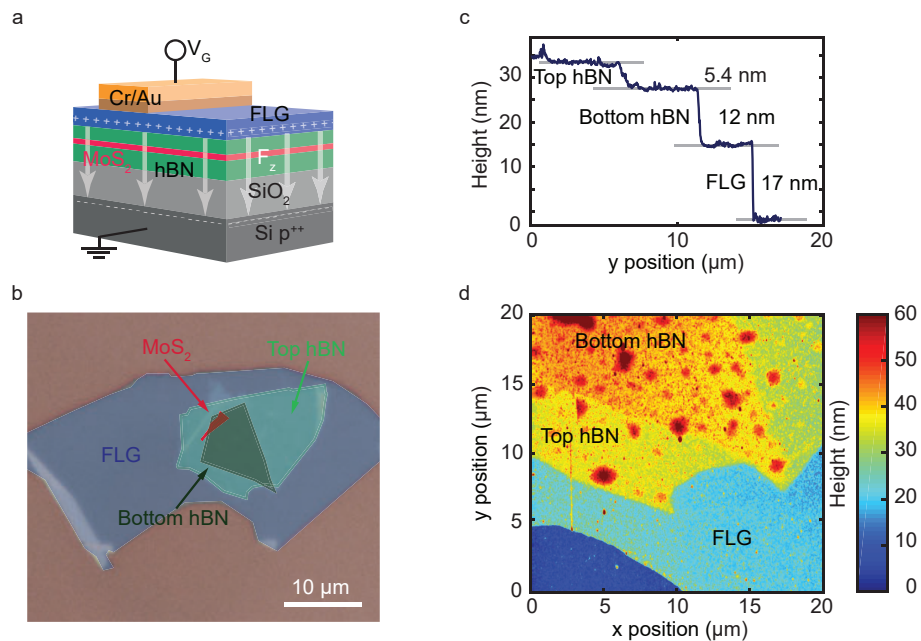 a
V_G
Cr/Au
FLG
MoS₂
hBN
F_z
SiO₂
Si p⁺⁺
b
MoS₂
Top hBN
FLG
Bottom hBN
10 µm
c
Height (nm)
30
20
10
0
Top hBN
5.4 nm
Bottom hBN
12 nm
FLG
17 nm
0
10
20
y position (µm)
d
y position (µm)
20
15
10
5
0
Bottom hBN
Top hBN
FLG
0
5
10
15
20
x position (µm)
Height (nm)
60
50
40
30
20
10
0